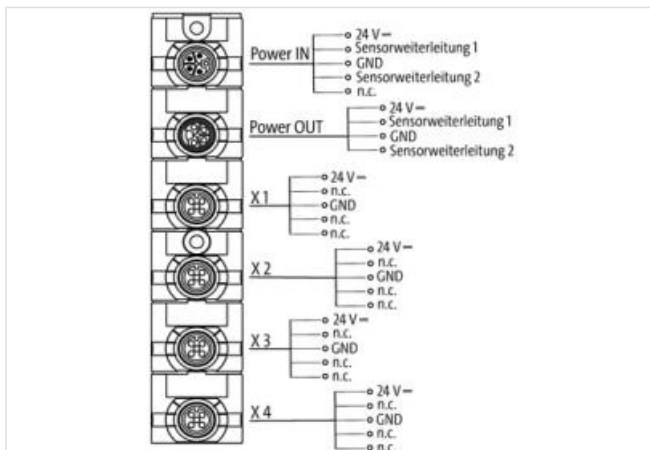 Power IN
24 V
Sensorweiterleitung 1
GND
Sensorweiterleitung 2
n.c.
Power OUT
24 V
Sensorweiterleitung 1
GND
Sensorweiterleitung 2
X 1
24 V
n.c.
GND
n.c.
n.c.
X 2
24 V
n.c.
GND
n.c.
n.c.
X 3
24 V
n.c.
GND
n.c.
n.c.
X 4
24 V
n.c.
GND
n.c.
n.c.